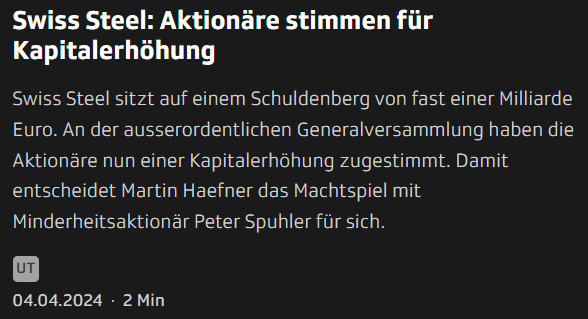 Swiss Steel: Aktionäre stimmen für
Kapitalerhöhung
Swiss Steel sitzt auf einem Schuldenberg von fast einer Milliarde
Euro. An der ausserordentlichen Generalversammlung haben die
Aktionäre nun einer Kapitalerhöhung zugestimmt. Damit
entscheidet Martin Haefner das Machtspiel mit
Minderheitsaktionär Peter Spuhler für sich.
UT
04.04.2024 · 2 Min